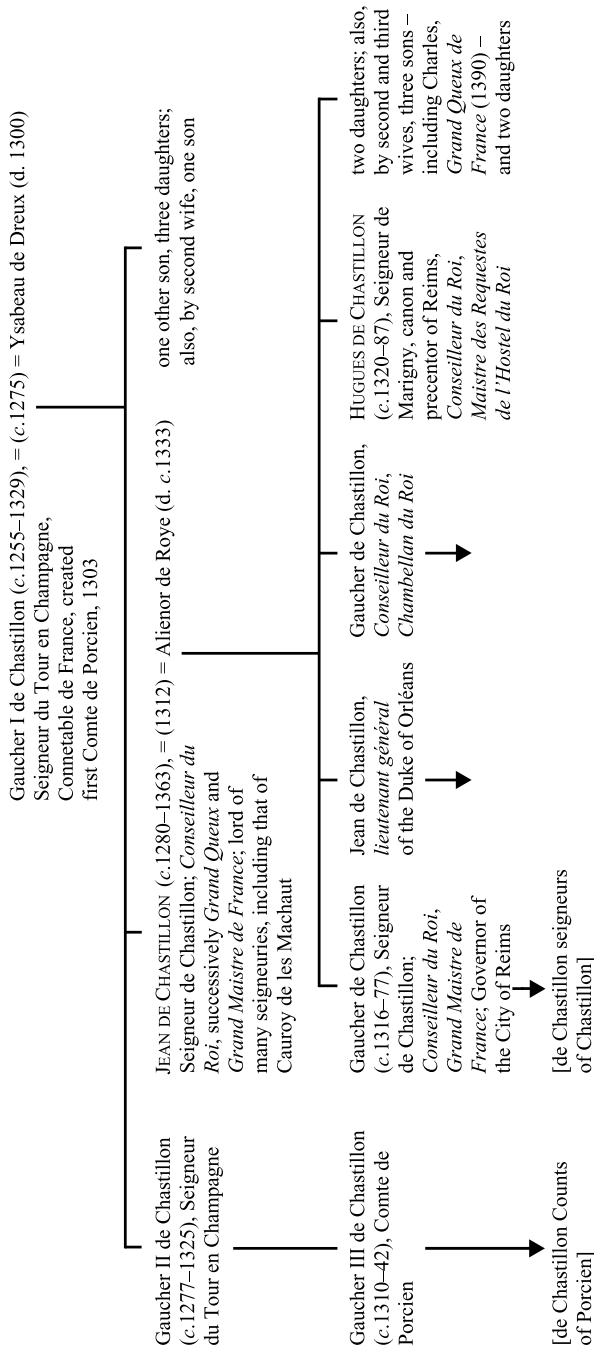 Gaucher I de Chastillon (c.1255–1329), = (c.1275) = Ysabeau de Dreux (d. 1300)
Seigneur du Tour en Champagne,
Connetable de France, created
first Comte de Porcien, 1303
Gaucher II de Chastillon
(c.1277–1325), Seigneur
du Tour en Champagne
JEAN DE CHASTILLON (c.1280–1363), = (1312) = Alienor de Roye (d. c.1333)
Seigneur de Chastillon; Conseilleur du
Roi, successively Grand Queux and
Grand Maistre de France; lord of
many seigneuries, including that of
Cauroy de les Machaut
one other son, three daughters;
also, by second wife, one son
Gaucher III de Chastillon
(c.1310–42), Comte de
Porcien
Gaucher de Chastillon
(c.1316–77), Seigneur
de Chastillon;
Conseilleur du Roi,
Grand Maistre de
France; Governor of
the City of Reims
Jean de Chastillon,
lieutenant général
of the Duke of Orléans
Gaucher de Chastillon,
Conseilleur du Roi,
Chambellan du Roi
HUGUES DE CHASTILLON
(c.1320–87), Seigneur de
Marigny, canon and
precentor of Reims,
Conseilleur du Roi,
Maistre des Requestes
de l'Hostel du Roi
two daughters; also,
by second and third
wives, three sons –
including Charles,
Grand Queux de
France (1390) –
and two daughters
[de Chastillon Counts
of Porcien]
[de Chastillon seigneurs
of Chastillon]